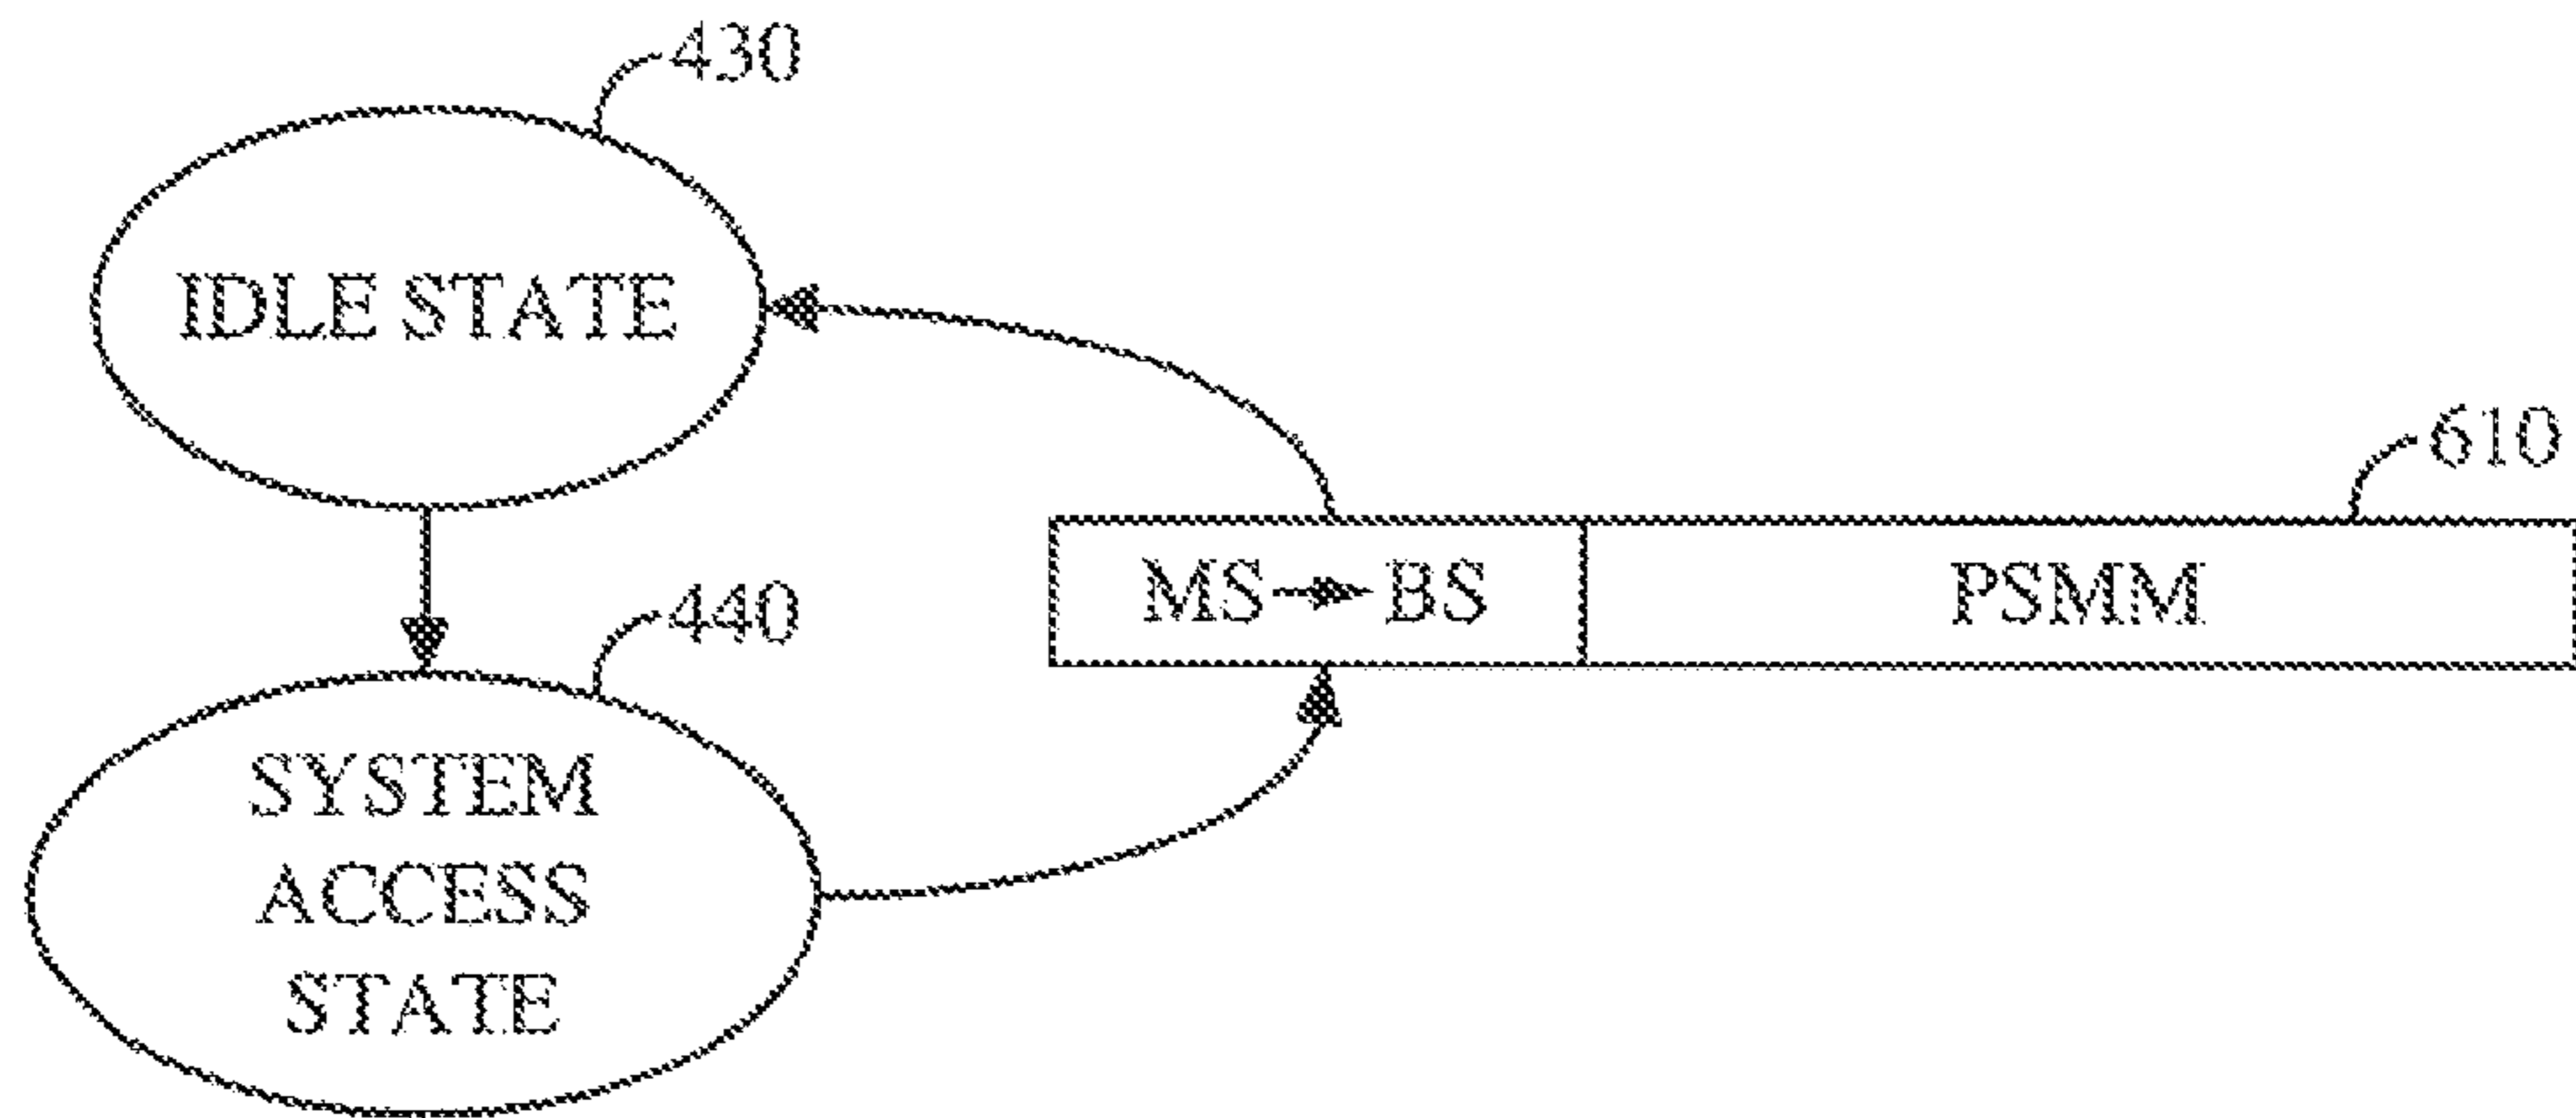 430
IDLE STATE
610
MS→BS PSMM
440
SYSTEM
ACCESS
STATE